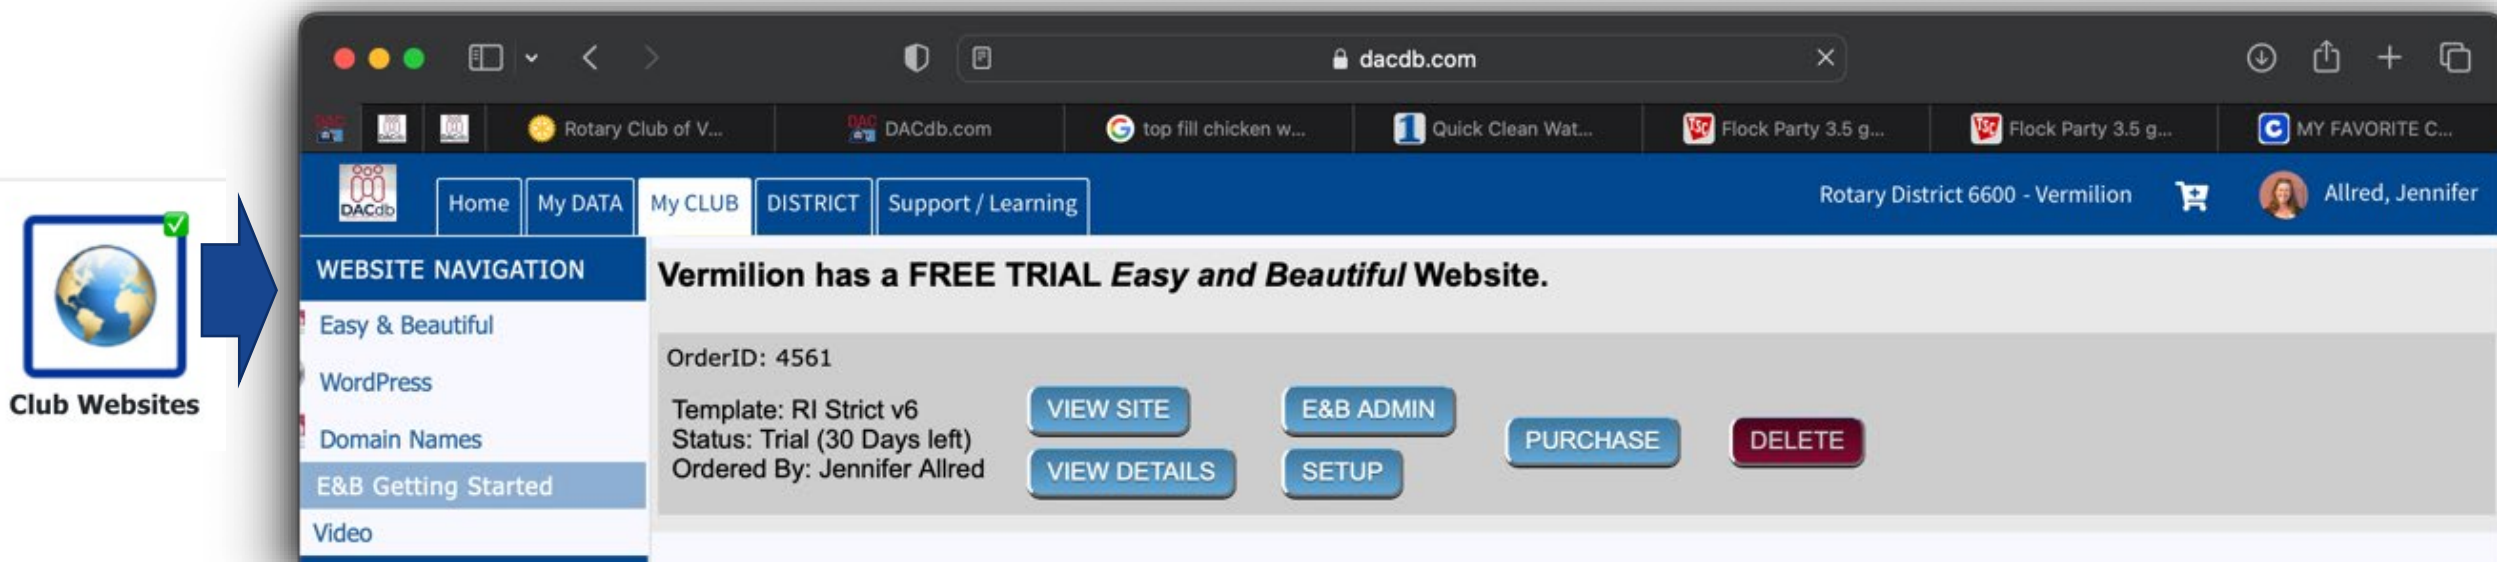 Club Websites
dacdb.com
Rotary Club of V...
DACdb.com
top fill chicken w...
Quick Clean Wat...
Flock Party 3.5 g...
Flock Party 3.5 g...
MY FAVORITE C...
DACdb
Home
My DATA
My CLUB
DISTRICT
Support / Learning
Rotary District 6600 - Vermilion
Allred, Jennifer
WEBSITE NAVIGATION
Easy & Beautiful
WordPress
Domain Names
E&B Getting Started
Video
Vermilion has a FREE TRIAL Easy and Beautiful Website.
OrderID: 4561
Template: RI Strict v6
Status: Trial (30 Days left)
Ordered By: Jennifer Allred
VIEW SITE
E&B ADMIN
VIEW DETAILS
SETUP
PURCHASE
DELETE